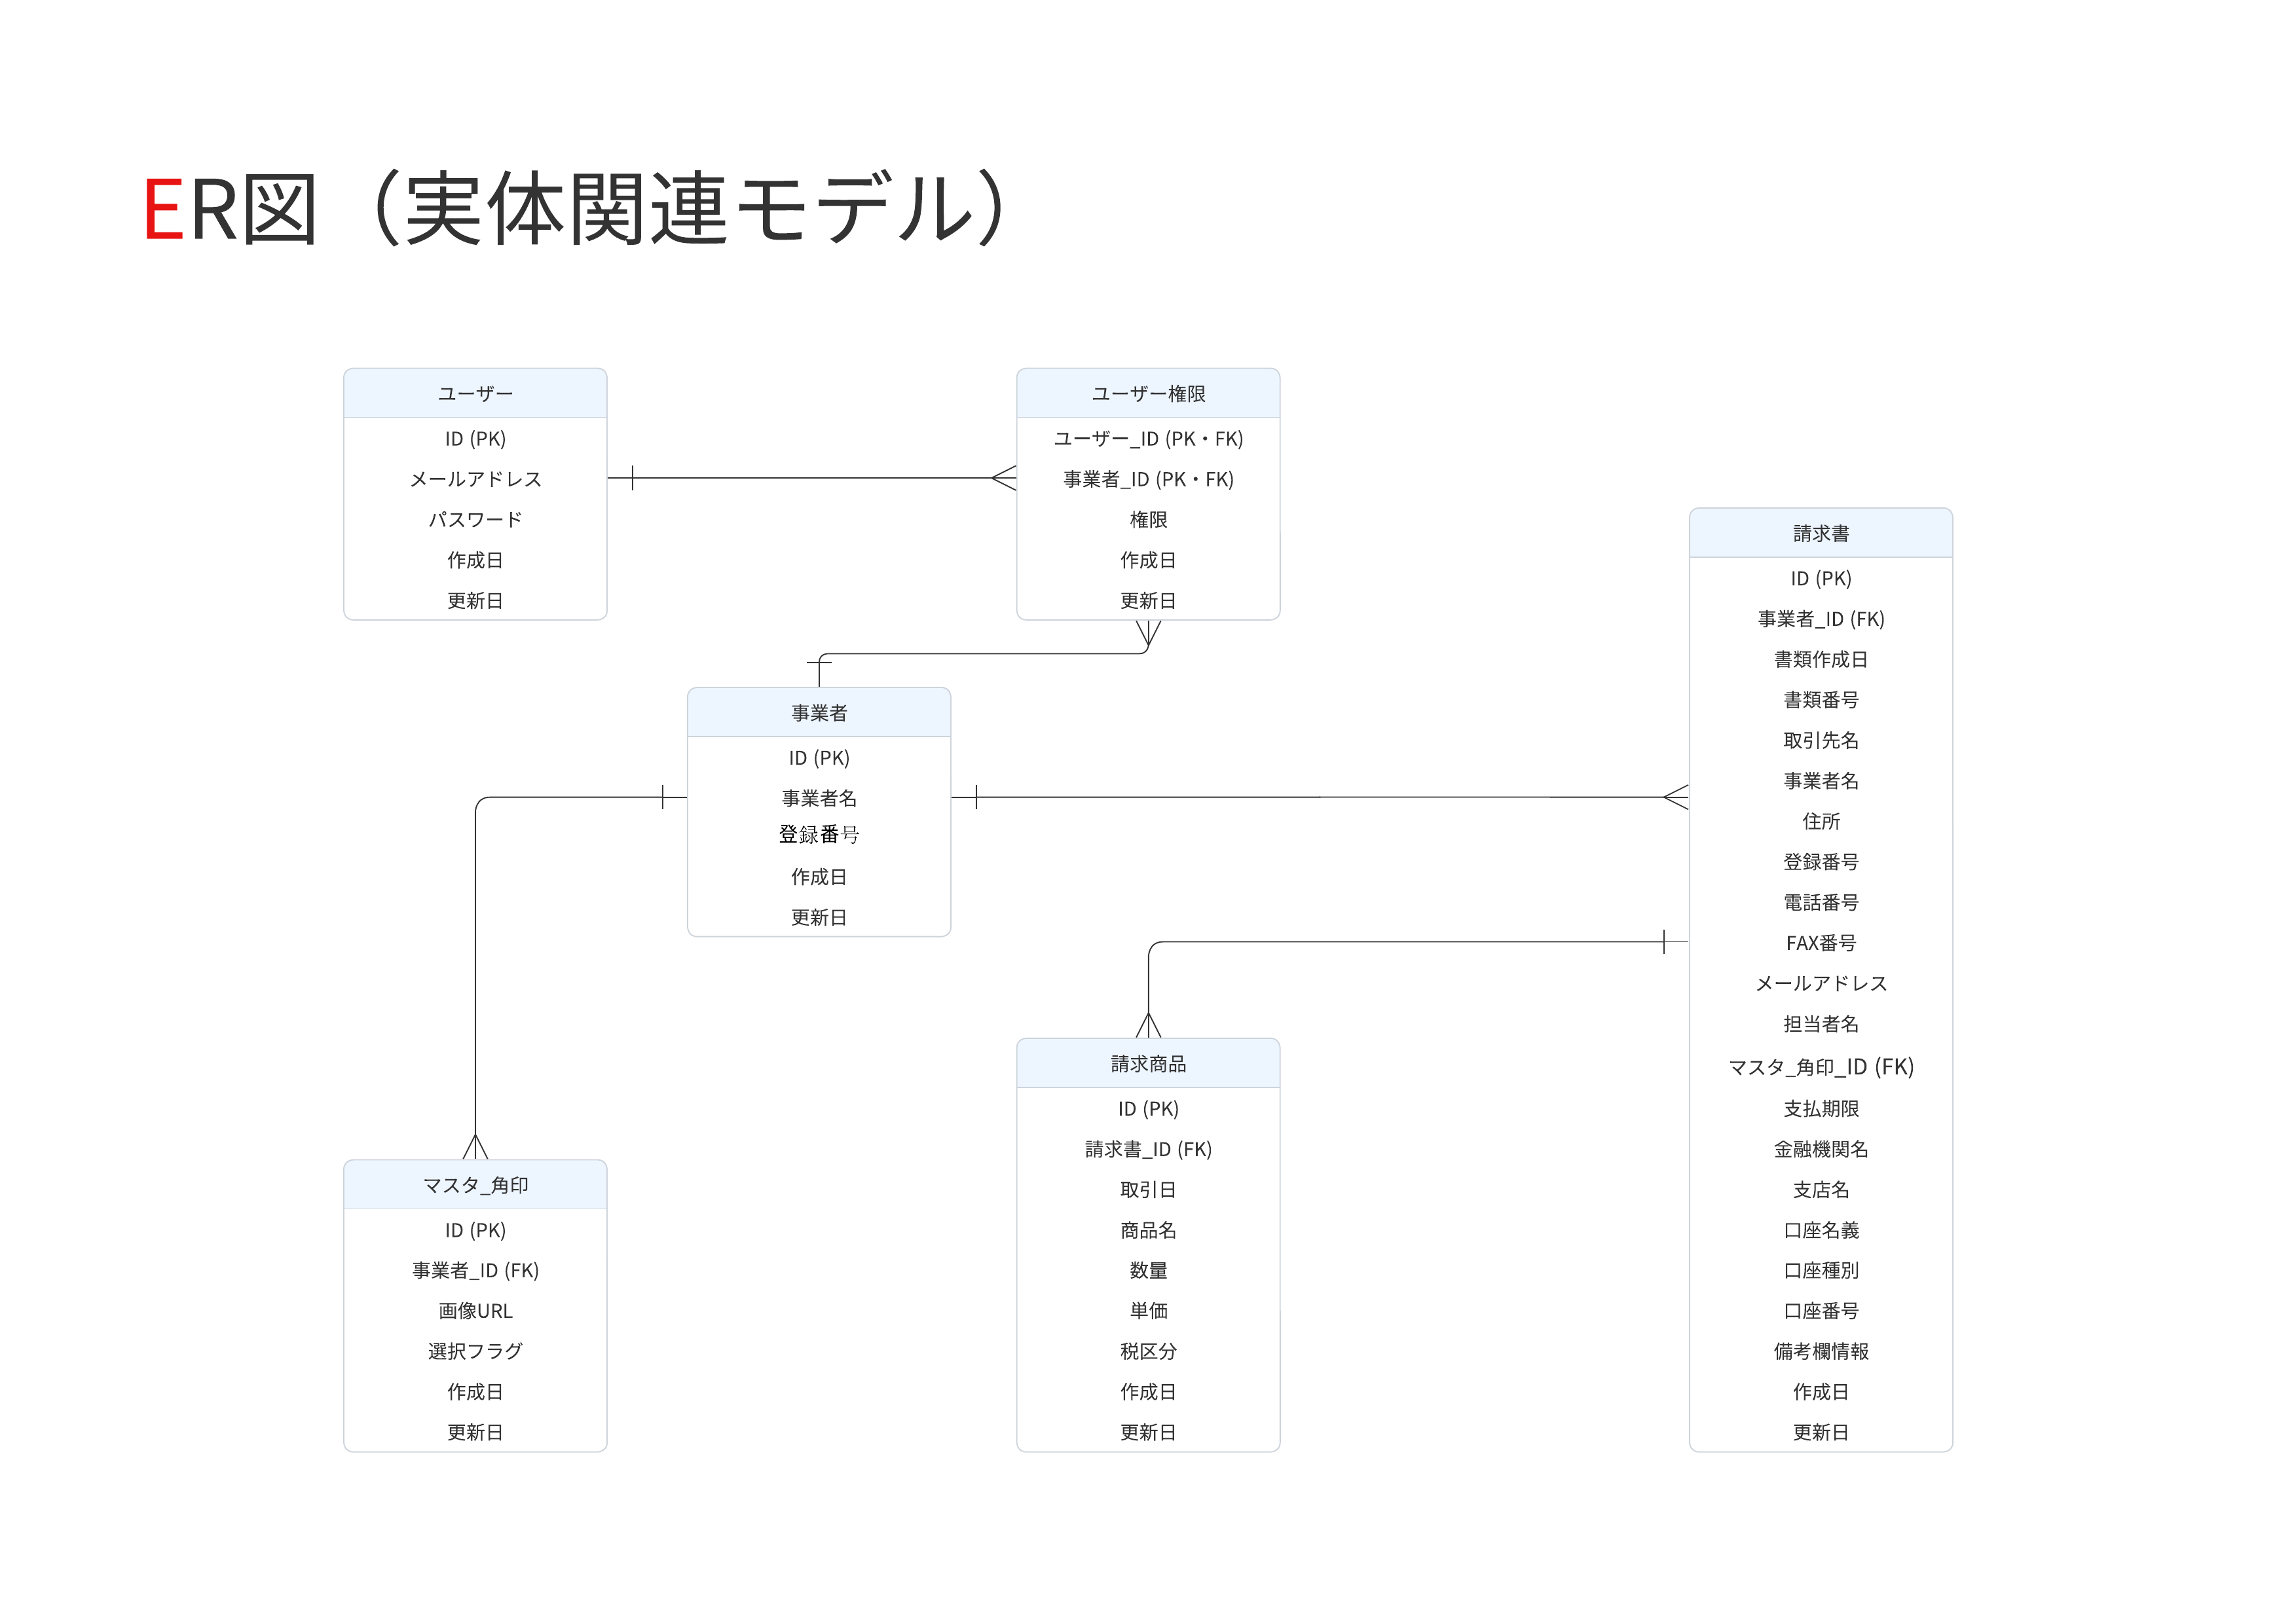 ER図（実体関連モデル）
ユーザー
ID (PK)
メールアドレス
パスワード
作成日
更新日
ユーザー権限
ユーザー_ID (PK・FK)
事業者_ID (PK・FK)
権限
作成日
更新日
事業者
ID (PK)
事業者名
登録番号
作成日
更新日
請求書
ID (PK)
事業者_ID (FK)
書類作成日
書類番号
取引先名
事業者名
住所
登録番号
電話番号
FAX番号
メールアドレス
担当者名
マスタ_角印_ID (FK)
支払期限
金融機関名
支店名
口座名義
口座種別
口座番号
備考欄情報
作成日
更新日
マスタ_角印
ID (PK)
事業者_ID (FK)
画像URL
選択フラグ
作成日
更新日
請求商品
ID (PK)
請求書_ID (FK)
取引日
商品名
数量
単価
税区分
作成日
更新日